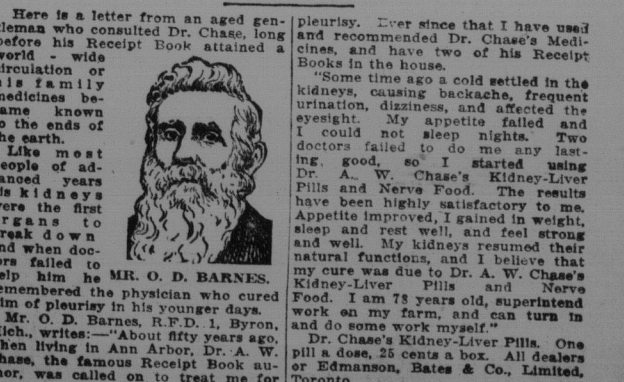 Here is a letter from an aged gen-
tleman who consulted Dr. Chase, long
before his Receipt Book attained a
world - wide
circulation or
his family
medicines be-
came known
to the ends of
the earth.
Like most
people of ad-
vanced years
his kidneys
were the first
organs to
break down
and when doc-
tors failed to
help him he
remembered the physician who cured
him of pleurisy in his younger days.
Mr. O. D. Barnes, R.F.D. 1, Byron,
Mich., writes:—"About fifty years ago,
when living in Ann Arbor, Dr. A. W.
Chase, the famous Receipt Book au-
thor, was called on to treat me for
MR. O. D. BARNES.
pleurisy. Ever since that I have used
and recommended Dr. Chase's Medi-
cines, and have two of his Receipt
Books in the house.
"Some time ago a cold settled in the
kidneys, causing backache, frequent
urination, dizziness, and affected the
eyesight. My appetite failed and
I could not sleep nights. Two
doctors failed to do me any last-
ing, good, so I started using
Dr. A. W. Chase's Kidney-Liver
Pills and Nerve Food. The results
have been highly satisfactory to me.
Appetite improved, I gained in weight,
sleep and rest well, and feel strong
and well. My kidneys resumed their
natural functions, and I believe that
my cure was due to Dr. A. W. Chase's
Kidney-Liver Pills and Nerve
Food. I am 78 years old, superintend
work on my farm, and can turn in
and do some work myself."
Dr. Chase's Kidney-Liver Pills. One
pill a dose, 25 cents a box. All dealers
or Edmanson, Bates & Co., Limited,
Toronto